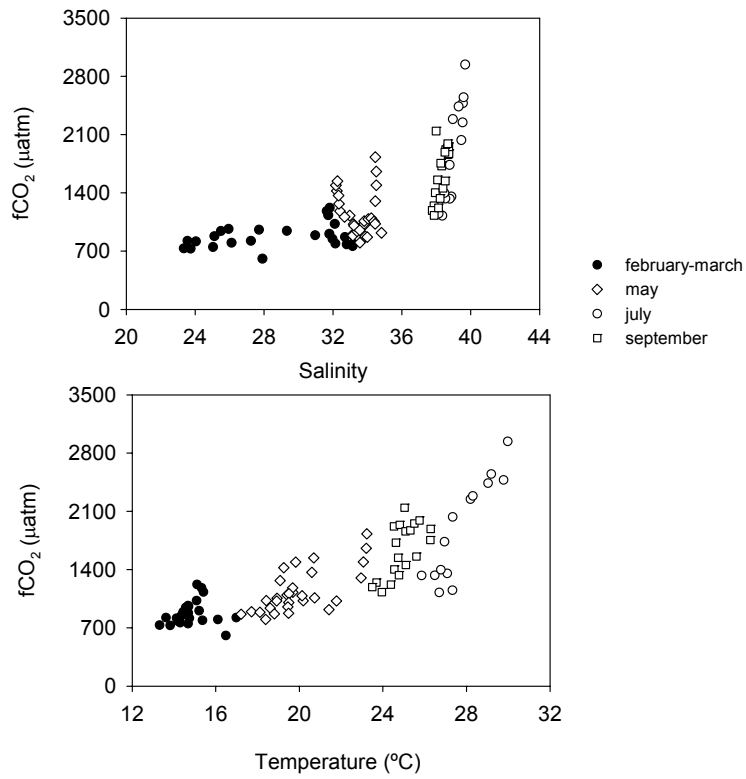 3500
2800
2100
1400
700
0
fCO₂ (µatm)
20 24 28 32 36 40 44
Salinity
february-march
may
july
september
3500
2800
2100
1400
700
0
fCO₂ (µatm)
12 16 20 24 28 32
Temperature (ºC)